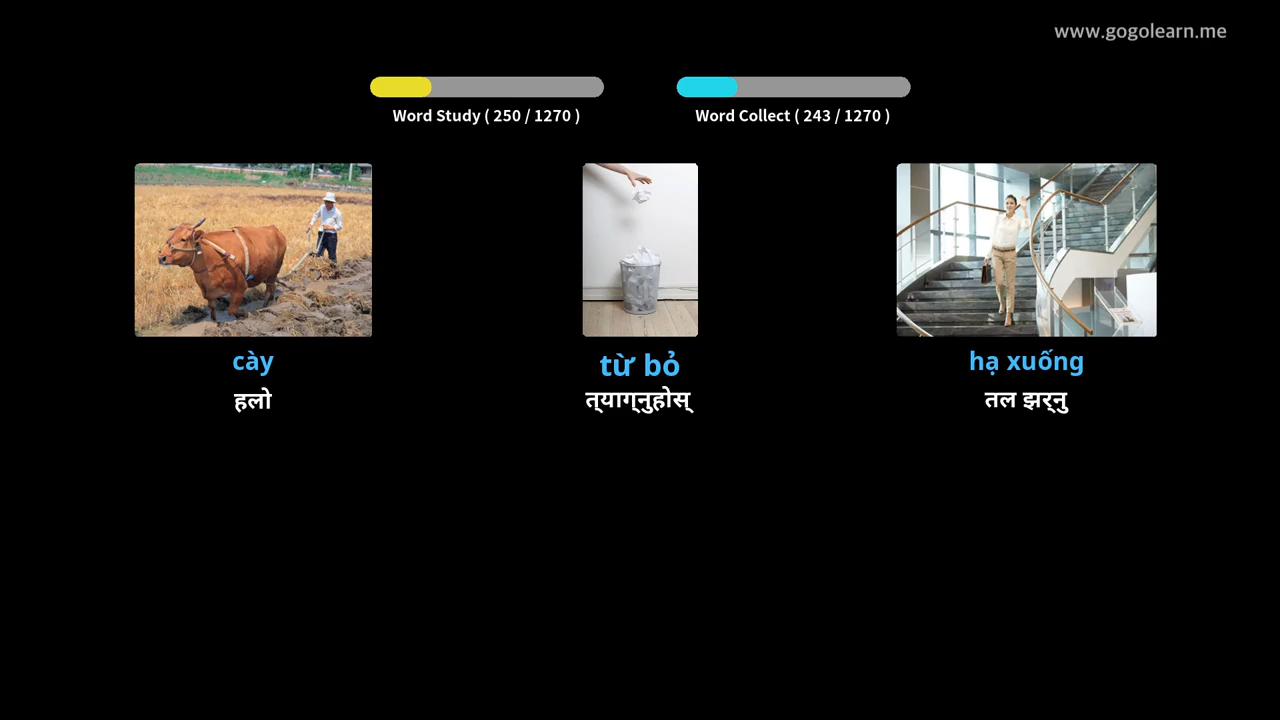 www.gogolearn.me
Word Study ( 250 / 1270 )
Word Collect ( 243 / 1270 )
cày
từ bỏ
hạ xuống
हलो
त्याग्नुहोस्
तल झर्नु